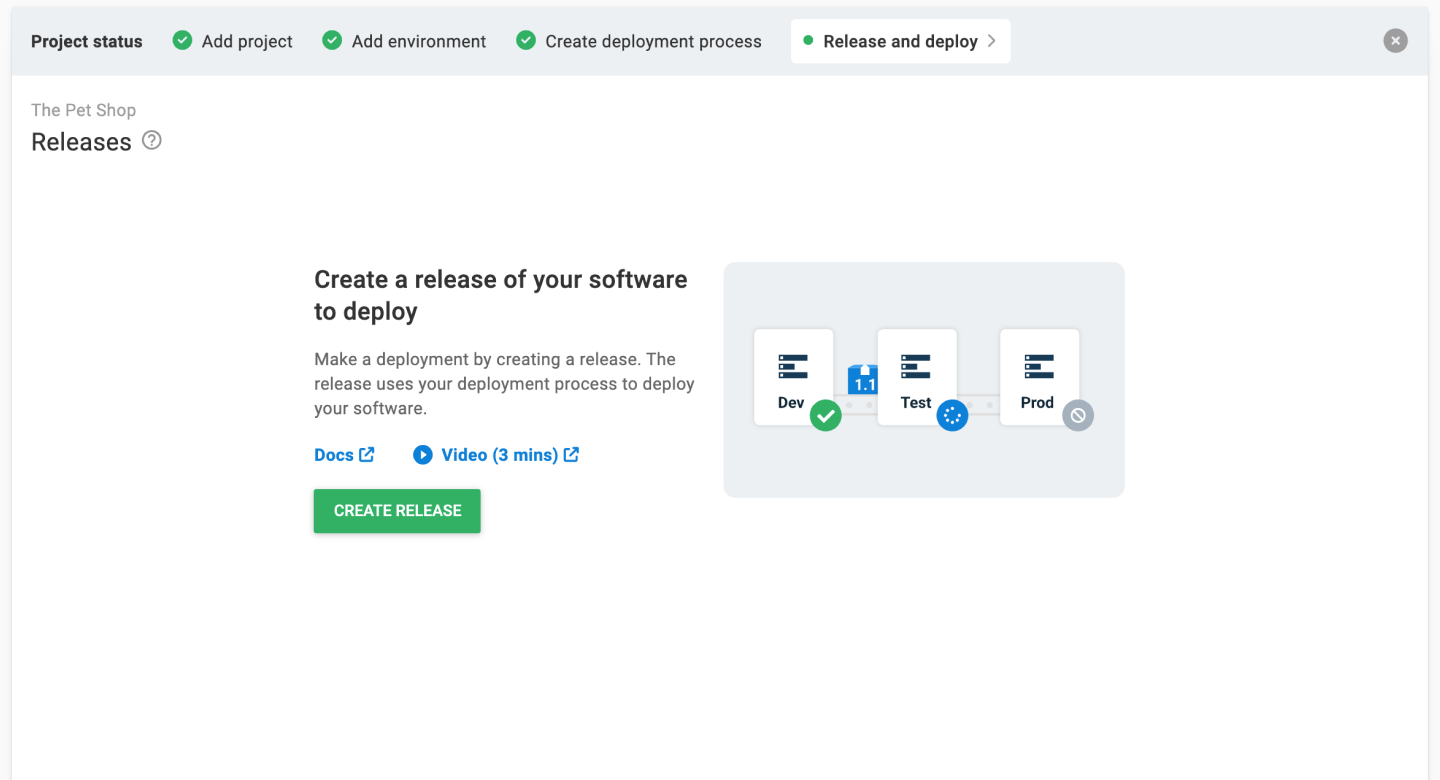 Project status Add project Add environment Create deployment process Release and deploy
The Pet Shop
Releases
Create a release of your software
to deploy
Make a deployment by creating a release. The
release uses your deployment process to deploy
your software.
Docs Video (3 mins)
CREATE RELEASE
1.1
Dev Test Prod